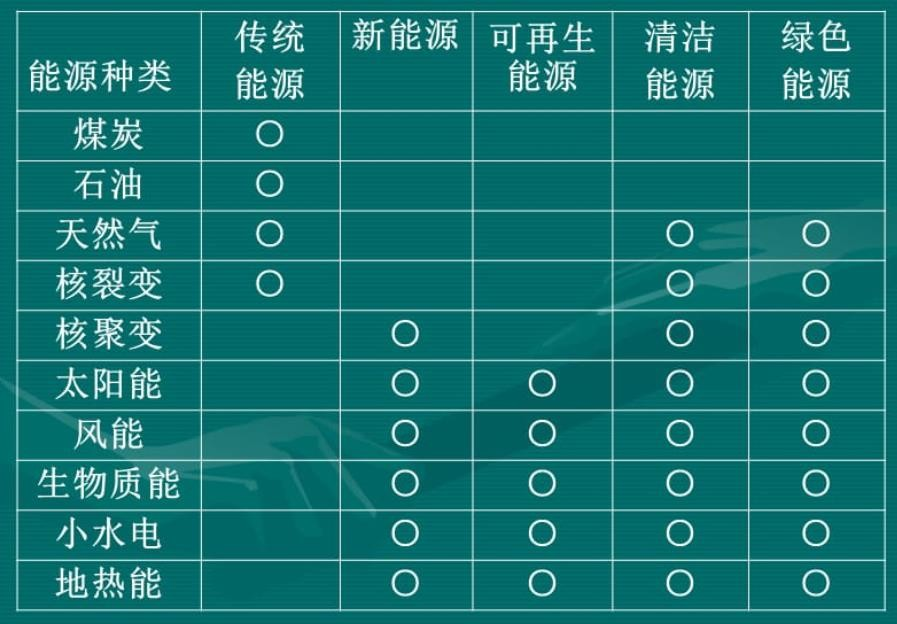 能源种类 传统能源 新能源 可再生能源 清洁能源 绿色能源
煤炭 〇
石油 〇
天然气 〇 〇 〇
核裂变 〇 〇 〇
核聚变 〇 〇 〇
太阳能 〇 〇 〇 〇
风能 〇 〇 〇 〇
生物质能 〇 〇 〇 〇
小水电 〇 〇 〇 〇
地热能 〇 〇 〇 〇